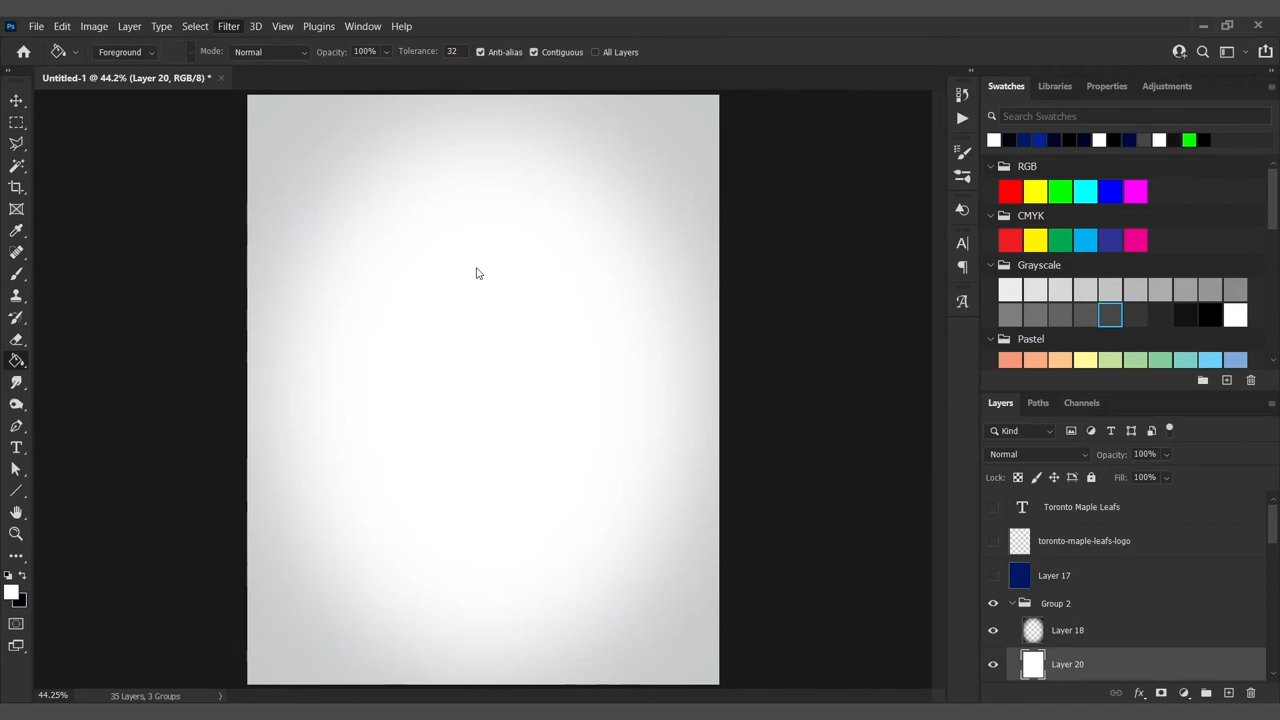 Ps File Edit Image Layer Type Select Filter 3D View Plugins Window Help
Foreground Mode: Normal Opacity: 100% Tolerance: 32 Anti-alias Contiguous All Layers
Untitled-1 @ 44.2% (Layer 20, RGB/8) *
Swatches Libraries Properties Adjustments
Search Swatches
RGB
CMYK
Grayscale
Pastel
Layers Paths Channels
Kind
Normal Opacity: 100%
Lock: Fill: 100%
Toronto Maple Leafs
toronto-maple-leafs-logo
Layer 17
Group 2
Layer 18
Layer 20
44.25% 35 Layers, 3 Groups